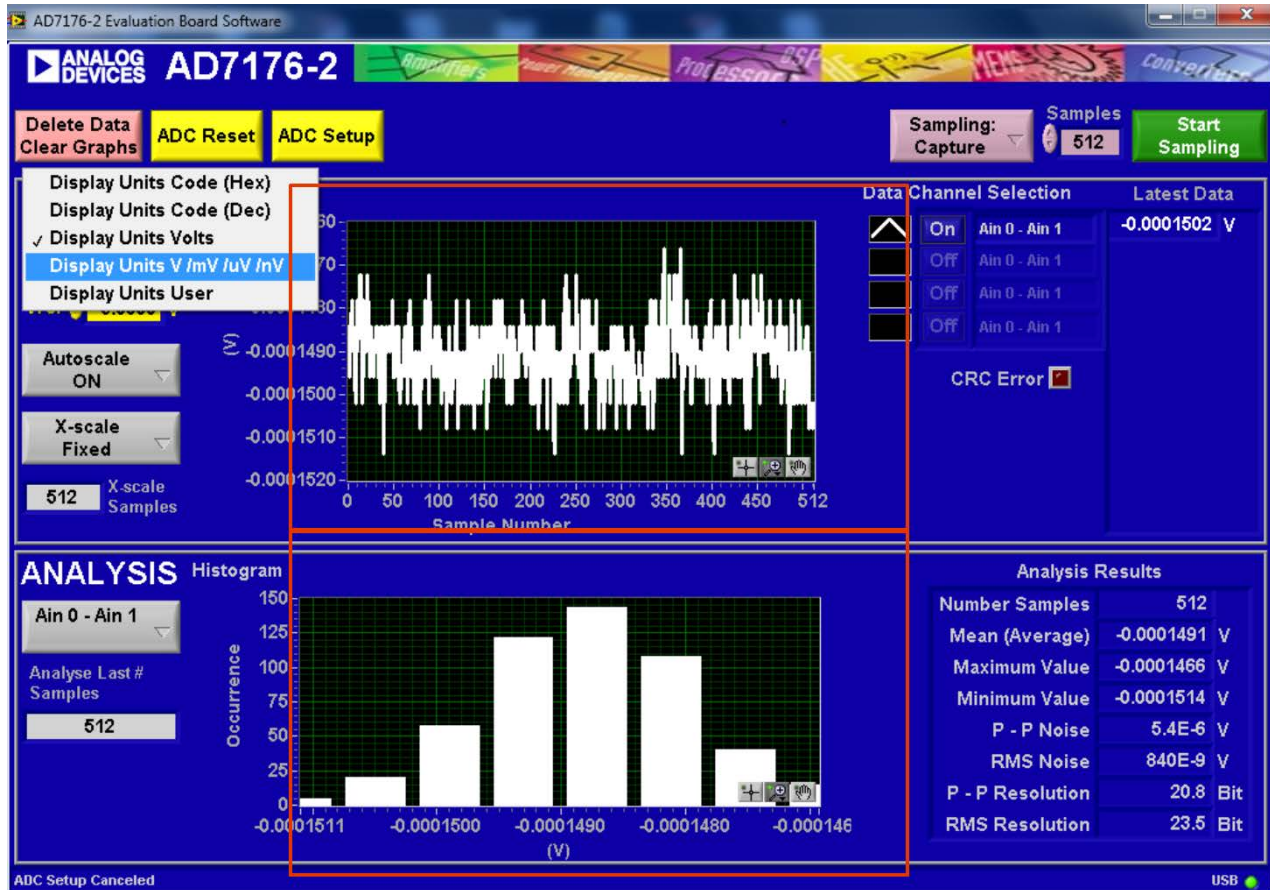 AD7176-2 Evaluation Board Software
ANALOG DEVICES
AD7176-2
Amplifiers
Power Management
Processors
DSP
RF
MEMS
Converters
Delete Data
Clear Graphs
ADC Reset
ADC Setup
Sampling:
Capture
Samples
512
Start
Sampling
Display Units Code (Hex)
Display Units Code (Dec)
✓ Display Units Volts
Display Units V /mV /uV /nV
Display Units User
Autoscale
ON
X-scale
Fixed
512
X-scale
Samples
(V)
-0.0001490
-0.0001500
-0.0001510
-0.0001520
0 50 100 150 200 250 300 350 400 450 512
Sample Number
Data Channel Selection
On Ain 0 - Ain 1
Off Ain 0 - Ain 1
Off Ain 0 - Ain 1
Off Ain 0 - Ain 1
CRC Error
Latest Data
-0.0001502 V
ANALYSIS
Ain 0 - Ain 1
Analyse Last #
Samples
512
Histogram
Occurrence
150
125
100
75
50
25
0
-0.0001511 -0.0001500 -0.0001490 -0.0001480 -0.000146
(V)
Analysis Results
Number Samples 512
Mean (Average) -0.0001491 V
Maximum Value -0.0001466 V
Minimum Value -0.0001514 V
P - P Noise 5.4E-6 V
RMS Noise 840E-9 V
P - P Resolution 20.8 Bit
RMS Resolution 23.5 Bit
ADC Setup Canceled
USB